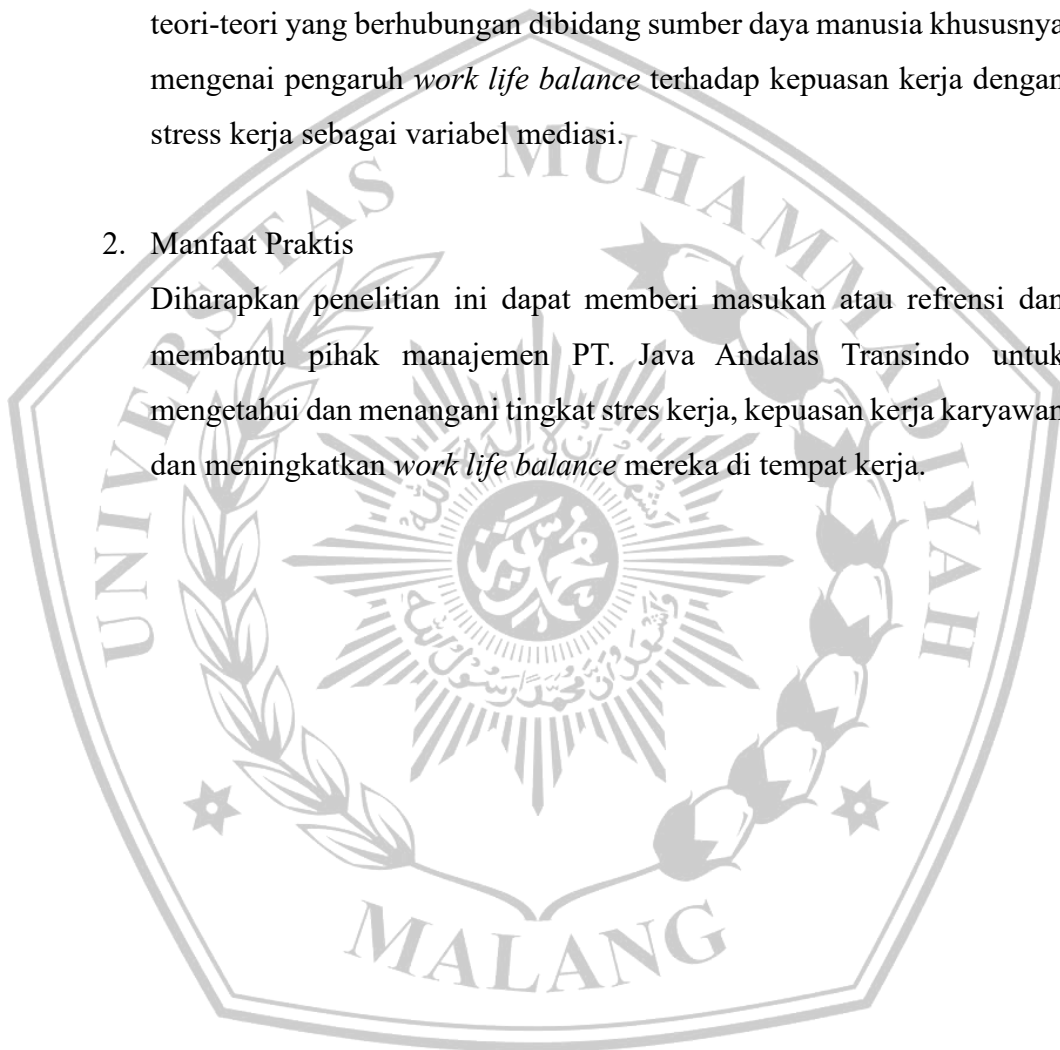 teori-teori yang berhubungan dibidang sumber daya manusia khususnya
mengenai pengaruh work life balance terhadap kepuasan kerja dengan
stress kerja sebagai variabel mediasi.
2. Manfaat Praktis
Diharapkan penelitian ini dapat memberi masukan atau refrensi dan
membantu pihak manajemen PT. Java Andalas Transindo untuk
mengetahui dan menangani tingkat stres kerja, kepuasan kerja karyawan
dan meningkatkan work life balance mereka di tempat kerja.
UNIVERSITAS MUHAMMADIYAH
MALANG